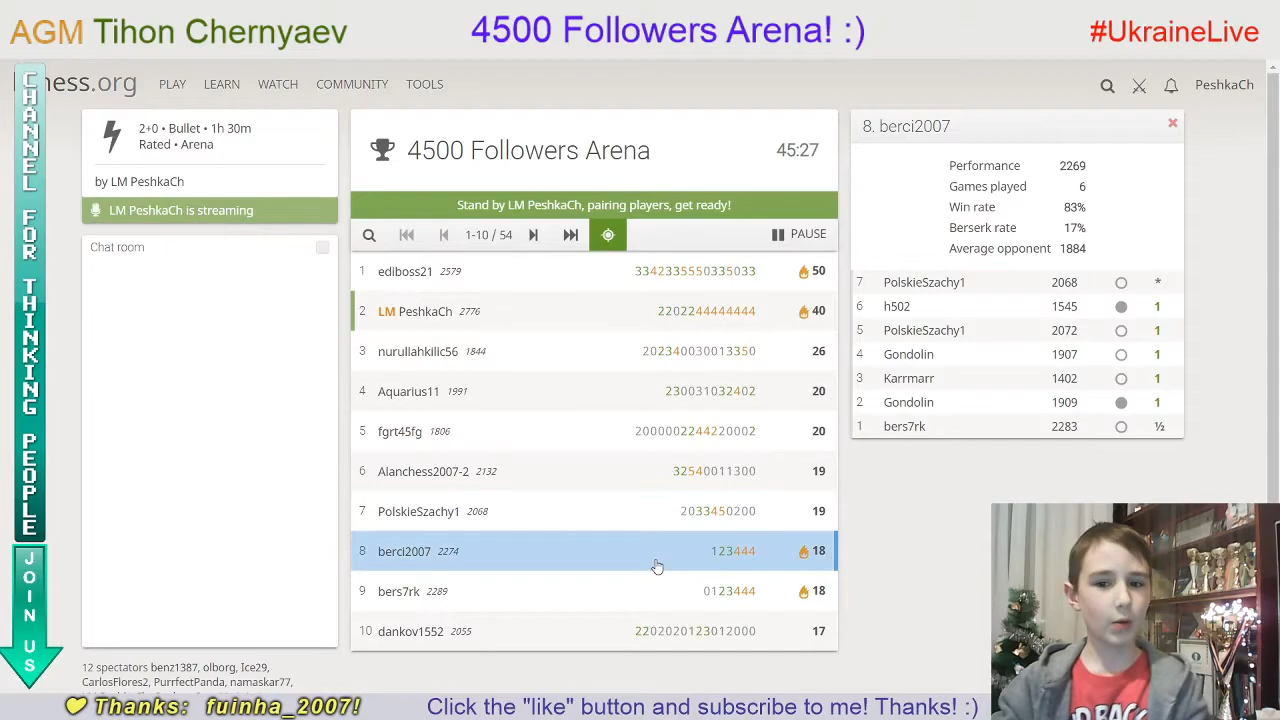 AGM Tihon Chernyaev
4500 Followers Arena! :)
#UkraineLive
ess.org
PLAY LEARN WATCH COMMUNITY TOOLS
PeshkaCh
CHANNEL FOR THINKING PEOPLE
JOIN US
2+0 • Bullet • 1h 30m
Rated • Arena
by LM PeshkaCh
LM PeshkaCh is streaming
Chat room
12 spectators benz1387, olborg, Ice29,
CarlosFlores2, PurrfectPanda, namaskar77,
4500 Followers Arena 45:27
Stand by LM PeshkaCh, pairing players, get ready!
1-10 / 54 PAUSE
1 ediboss21 2579 3342335550335033 50
2 LM PeshkaCh 2776 2202244444444 40
3 nurullahkilic56 1844 202340030013350 26
4 Aquarius11 1991 230031032402 20
5 fgrt45fg 1806 2000002244220002 20
6 Alanchess2007-2 2132 32540011300 19
7 PolskieSzachy1 2068 2033450200 19
8 berci2007 2274 123444 18
9 bers7rk 2289 0123444 18
10 dankov1552 2055 2202020123012000 17
8. berci2007
Performance 2269
Games played 6
Win rate 83%
Berserk rate 17%
Average opponent 1884
7 PolskieSzachy1 2068 *
6 h502 1545 1
5 PolskieSzachy1 2072 1
4 Gondolin 1907 1
3 Karrmarr 1402 1
2 Gondolin 1909 1
1 bers7rk 2283 ½
Thanks: fuinha_2007!
Click the "like" button and subscribe to me! Thanks! :)